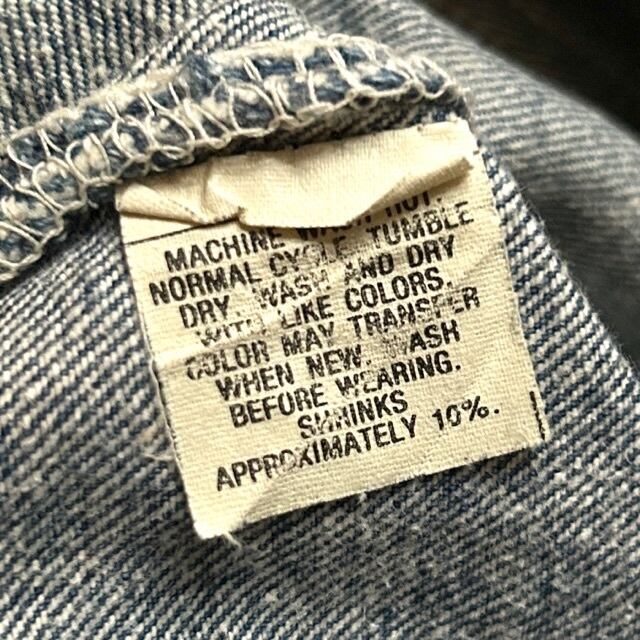 MACHINE WASH HOT.
NORMAL CYCLE. TUMBLE
DRY. WASH AND DRY
WITH LIKE COLORS.
COLOR MAY TRANSFER
WHEN NEW. WASH
BEFORE WEARING.
SHRINKS
APPROXIMATELY 10%.